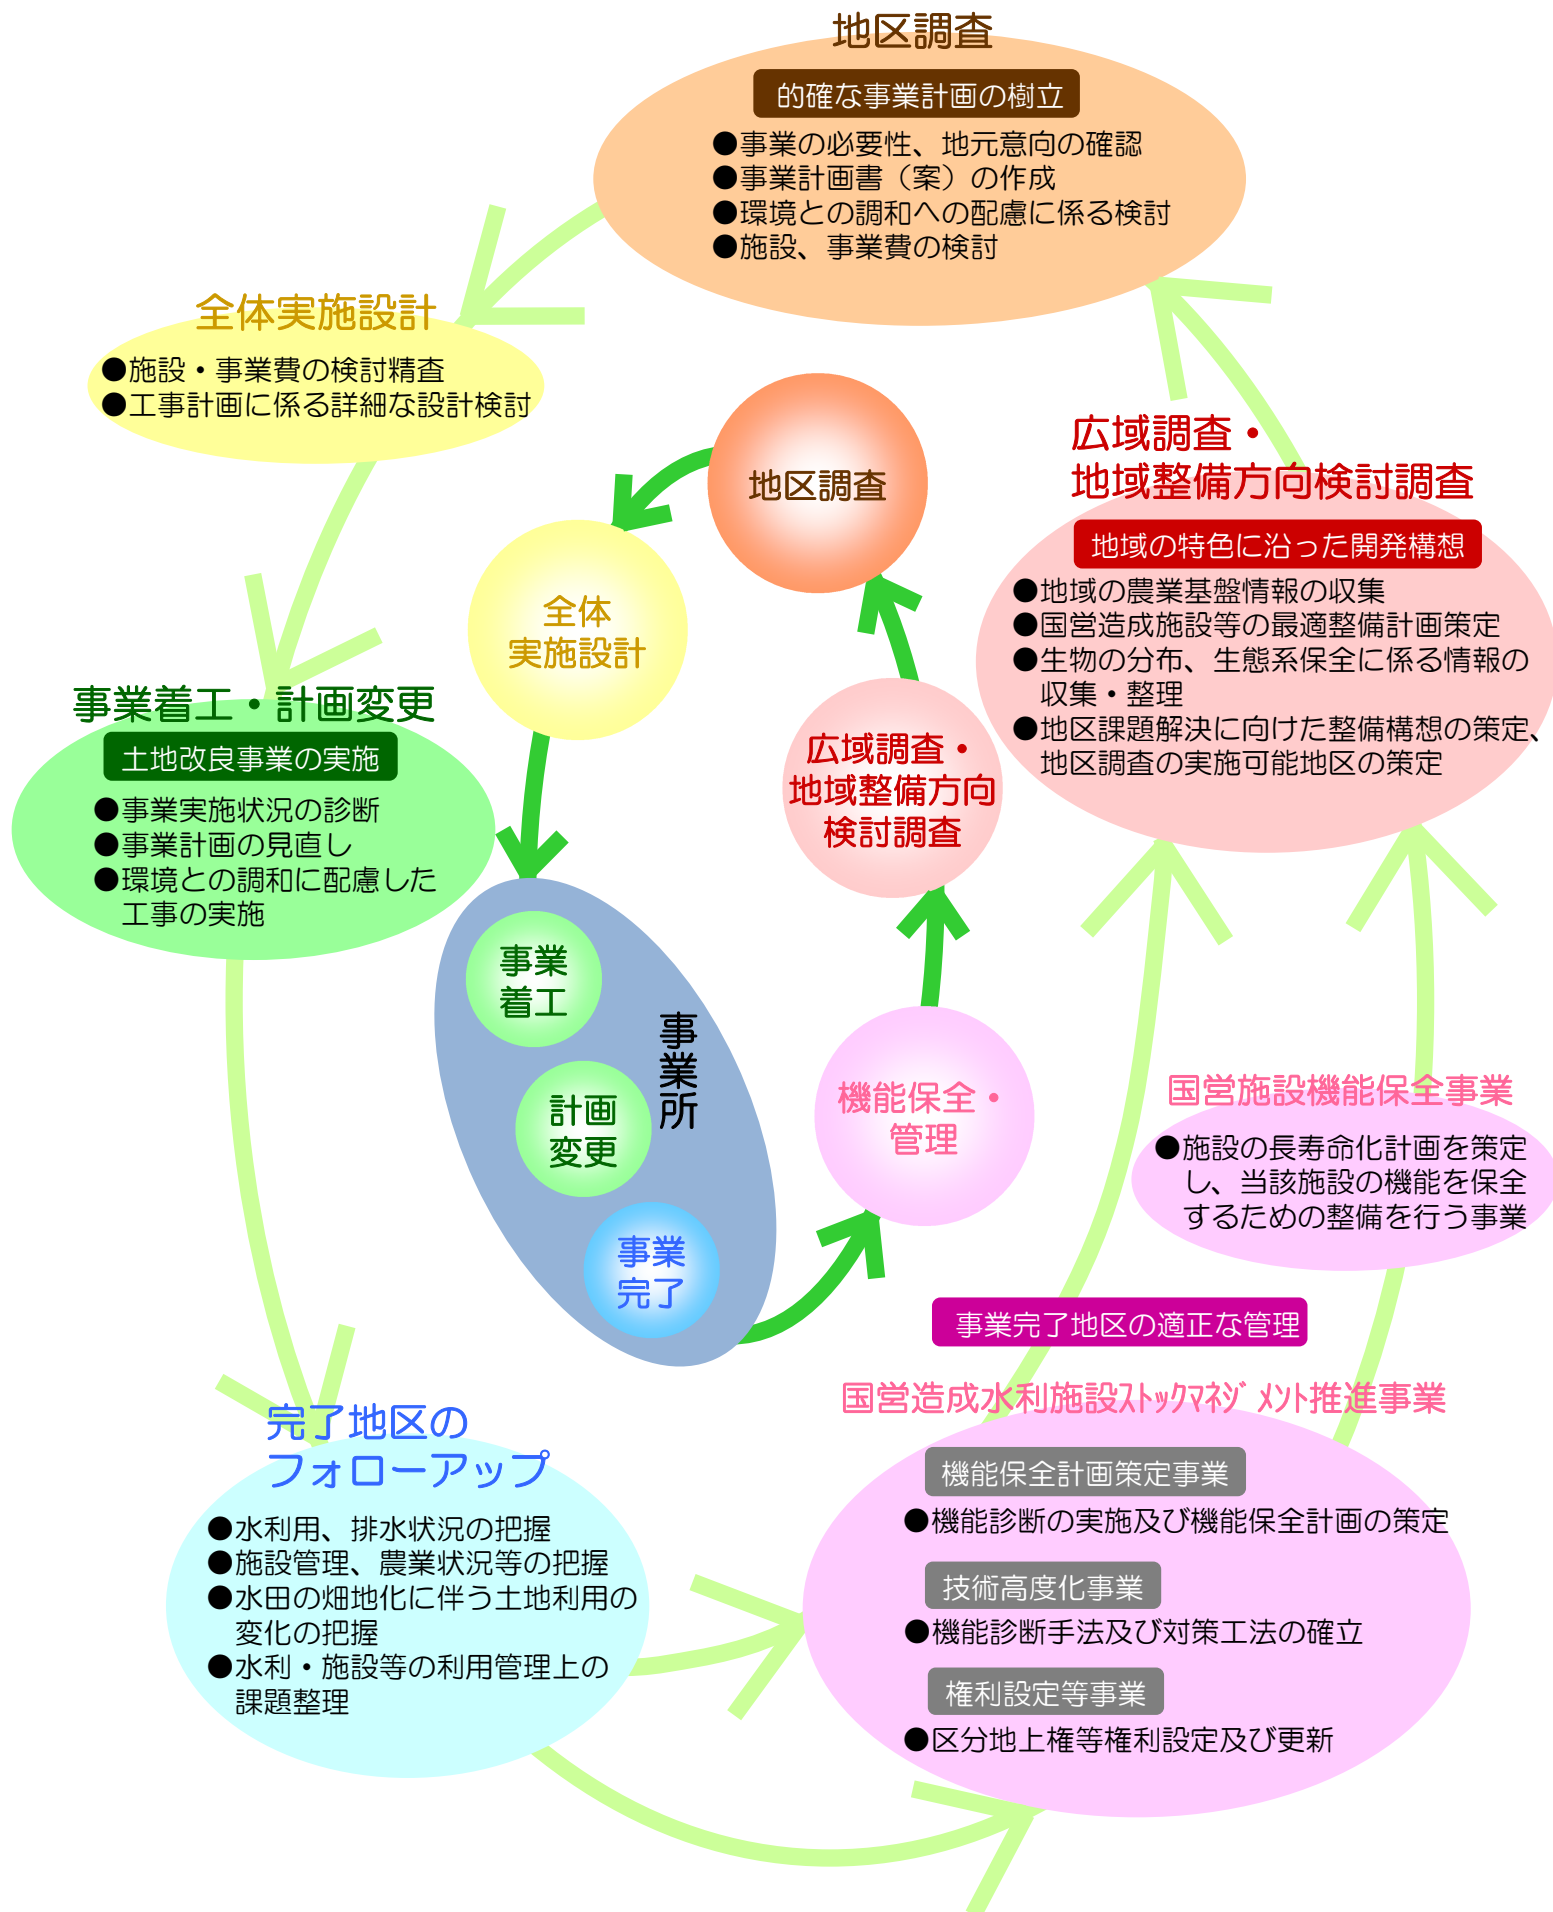 地区調査
的確な事業計画の樹立
●事業の必要性、地元意向の確認
●事業計画書（案）の作成
●環境との調和への配慮に係る検討
●施設、事業費の検討
全体実施設計
●施設・事業費の検討精査
●工事計画に係る詳細な設計検討
事業着工・計画変更
土地改良事業の実施
●事業実施状況の診断
●事業計画の見直し
●環境との調和に配慮した
工事の実施
完了地区の
フォローアップ
●水利用、排水状況の把握
●施設管理、農業状況等の把握
●水田の畑地化に伴う土地利用の
変化の把握
●水利・施設等の利用管理上の
課題整理
事業完了地区の適正な管理
国営造成水利施設ｽﾄｯｸﾏﾈｼﾞﾒﾝﾄ推進事業
機能保全計画策定事業
●機能診断の実施及び機能保全計画の策定
技術高度化事業
●機能診断手法及び対策工法の確立
権利設定等事業
●区分地上権等権利設定及び更新
国営施設機能保全事業
●施設の長寿命化計画を策定
し、当該施設の機能を保全
するための整備を行う事業
広域調査・
地域整備方向検討調査
地域の特色に沿った開発構想
●地域の農業基盤情報の収集
●国営造成施設等の最適整備計画策定
●生物の分布、生態系保全に係る情報の
収集・整理
●地区課題解決に向けた整備構想の策定、
地区調査の実施可能地区の策定
地区調査
全体
実施設計
事業所
事業
着工
計画
変更
事業
完了
機能保全・
管理
広域調査・
地域整備方向
検討調査